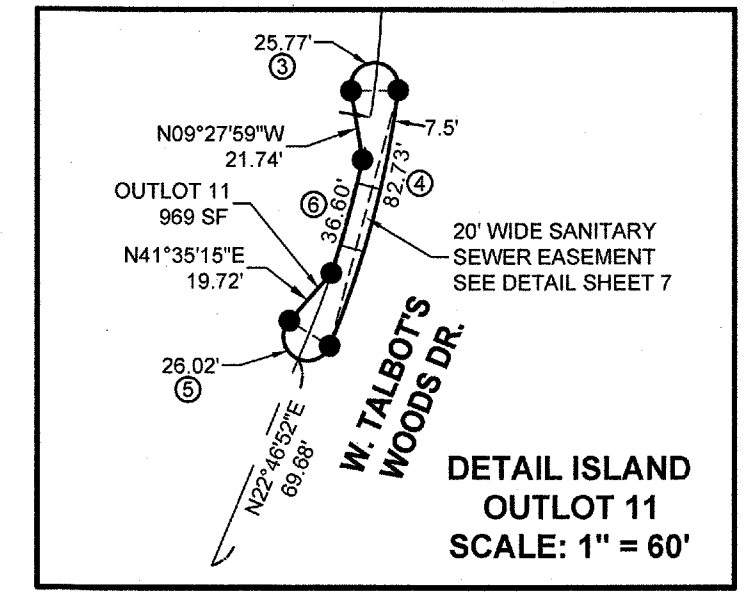 25.77'
③
N09°27'59"W
21.74'
7.5'
82.73'
④
OUTLOT 11
969 SF
⑥
36.60'
N41°35'15"E
19.72'
20' WIDE SANITARY
SEWER EASEMENT
SEE DETAIL SHEET 7
26.02'
⑤
W. TALBOT'S
WOODS DR.
N22°46'52"E
69.68'
DETAIL ISLAND
OUTLOT 11
SCALE: 1" = 60'